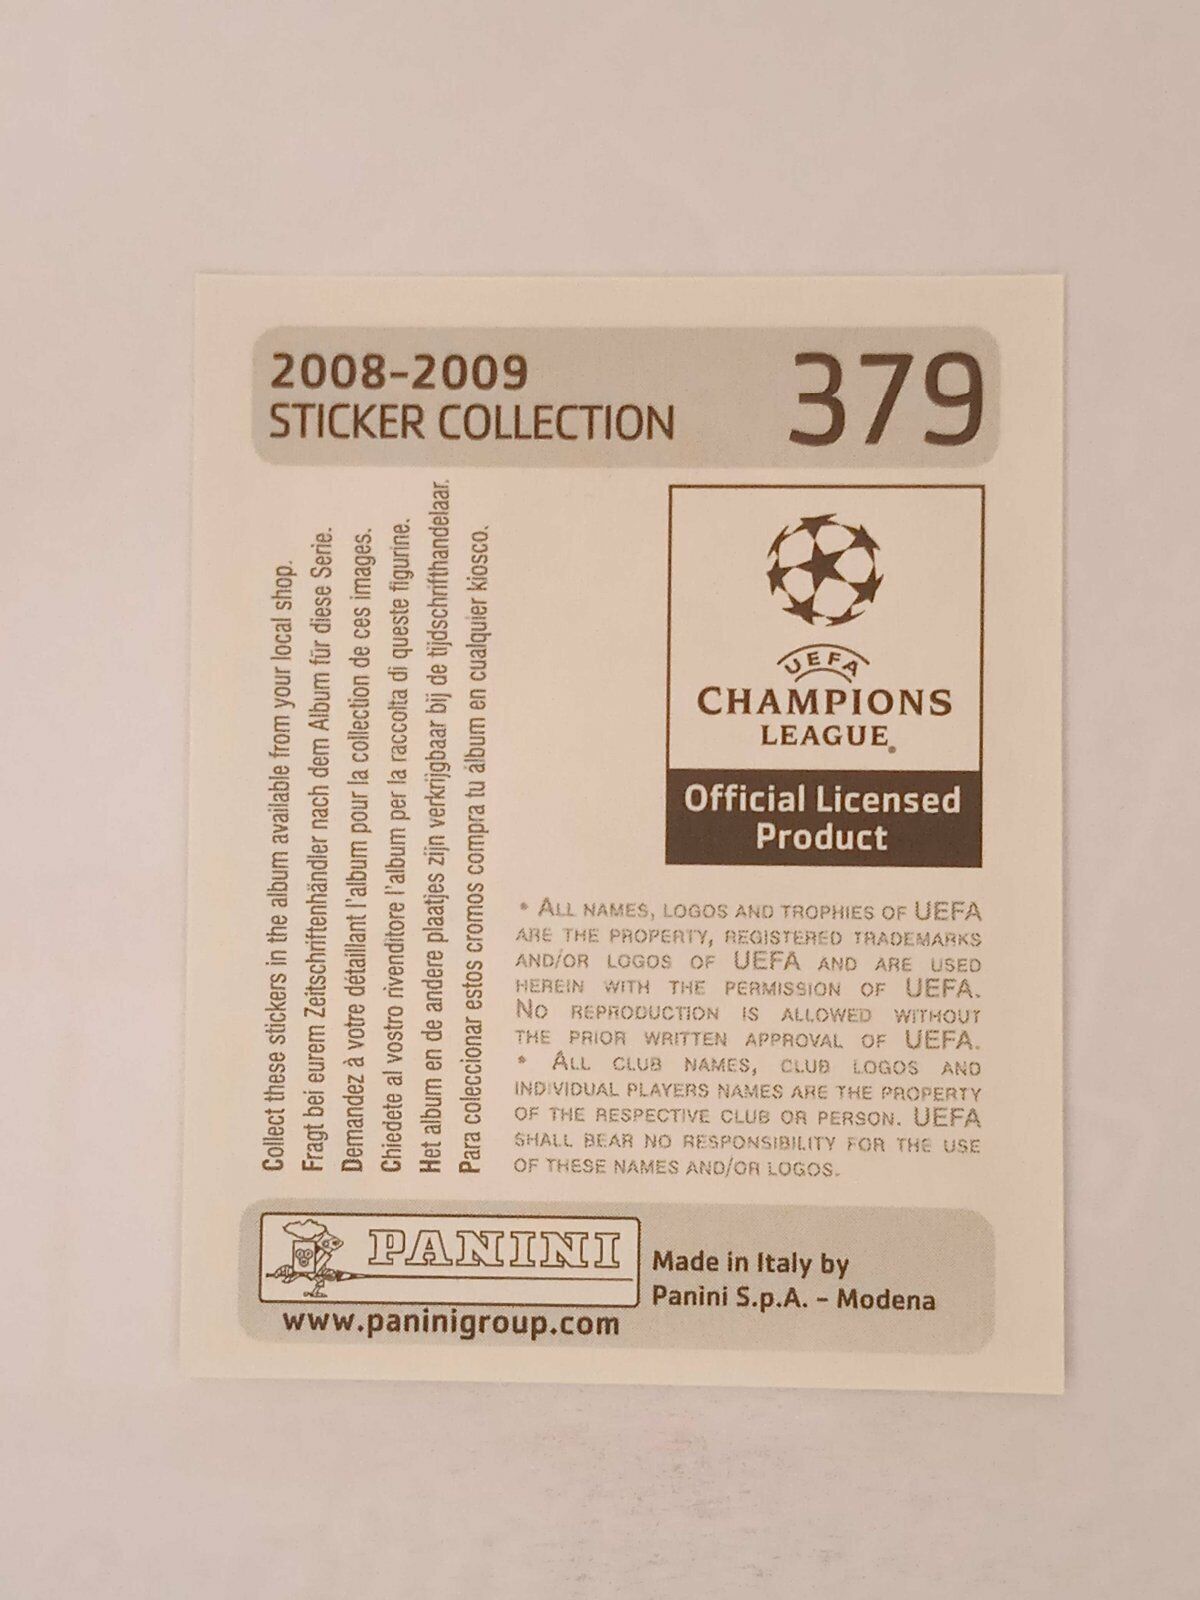 2008-2009
STICKER COLLECTION
379
Collect these stickers in the album available from your local shop.
Fragt bei eurem Zeitschriftenhändler nach dem Album für diese Serie.
Demandez à votre détaillant l'album pour la collection de ces images.
Chiedete al vostro rivenditore l'album per la raccolta di queste figurine.
Het album en de andere plaatjes zijn verkrijgbaar bij de tijdschrifthandelaar.
Para coleccionar estos cromos compra tu álbum en cualquier kiosco.
UEFA
CHAMPIONS
LEAGUE®
Official Licensed
Product
• ALL NAMES, LOGOS AND TROPHIES OF UEFA
ARE THE PROPERTY, REGISTERED TRADEMARKS
AND/OR LOGOS OF UEFA AND ARE USED
HEREIN WITH THE PERMISSION OF UEFA.
NO REPRODUCTION IS ALLOWED WITHOUT
THE PRIOR WRITTEN APPROVAL OF UEFA.
• ALL CLUB NAMES, CLUB LOGOS AND
INDIVIDUAL PLAYERS NAMES ARE THE PROPERTY
OF THE RESPECTIVE CLUB OR PERSON. UEFA
SHALL BEAR NO RESPONSIBILITY FOR THE USE
OF THESE NAMES AND/OR LOGOS.
PANINI
www.paninigroup.com
Made in Italy by
Panini S.p.A. - Modena